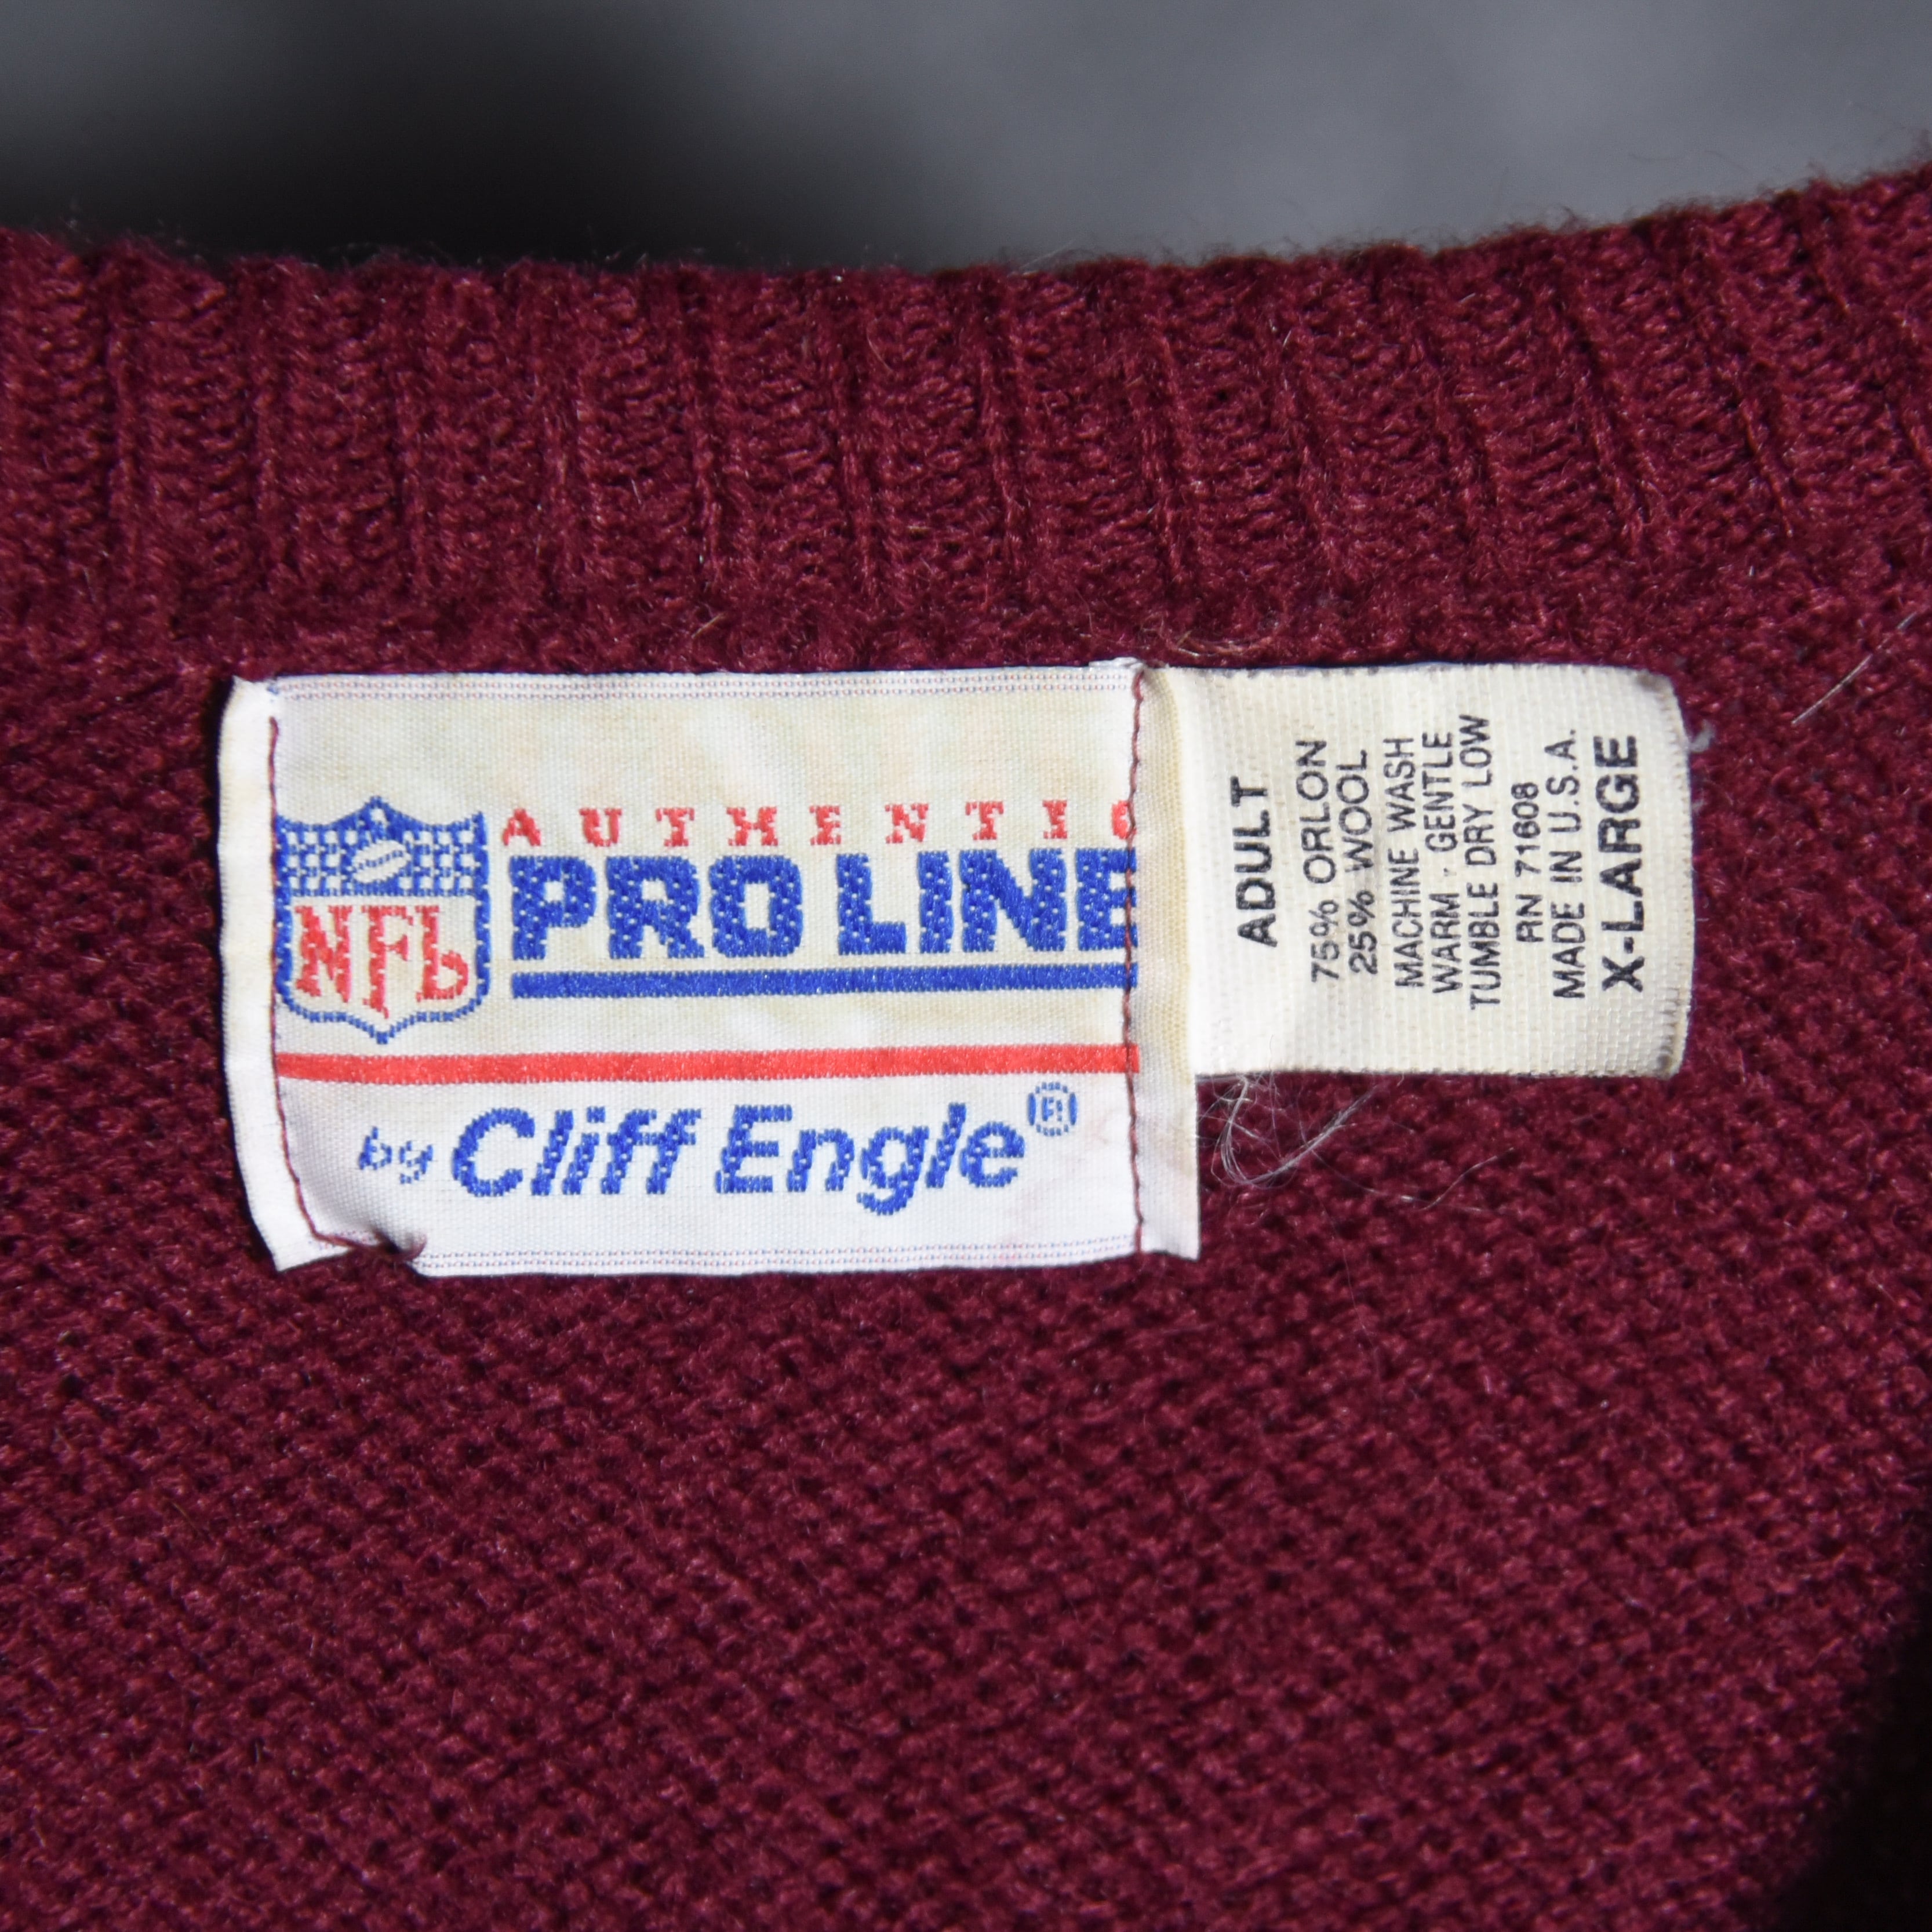 AUTHENTIC
PRO LINE
NFL
by Cliff Engle®
ADULT
75% ORLON
25% WOOL
MACHINE WASH
WARM - GENTLE
TUMBLE DRY LOW
RN 71608
MADE IN U.S.A.
X-LARGE